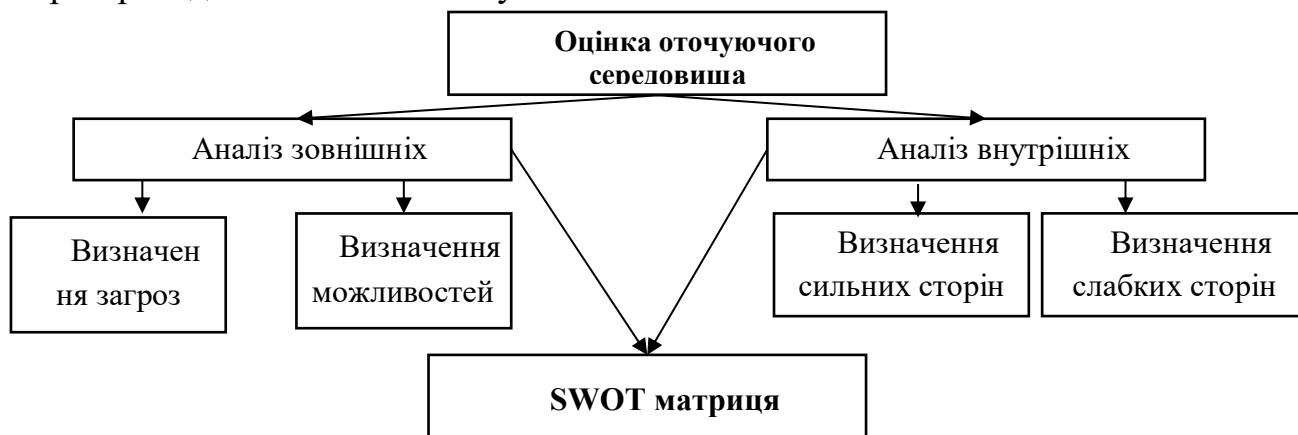 Оцінка оточуючого
середовища
Аналіз зовнішніх
Аналіз внутрішніх
Визначен
ня загроз
Визначення
можливостей
Визначення
сильних сторін
Визначення
слабких сторін
SWOT матриця